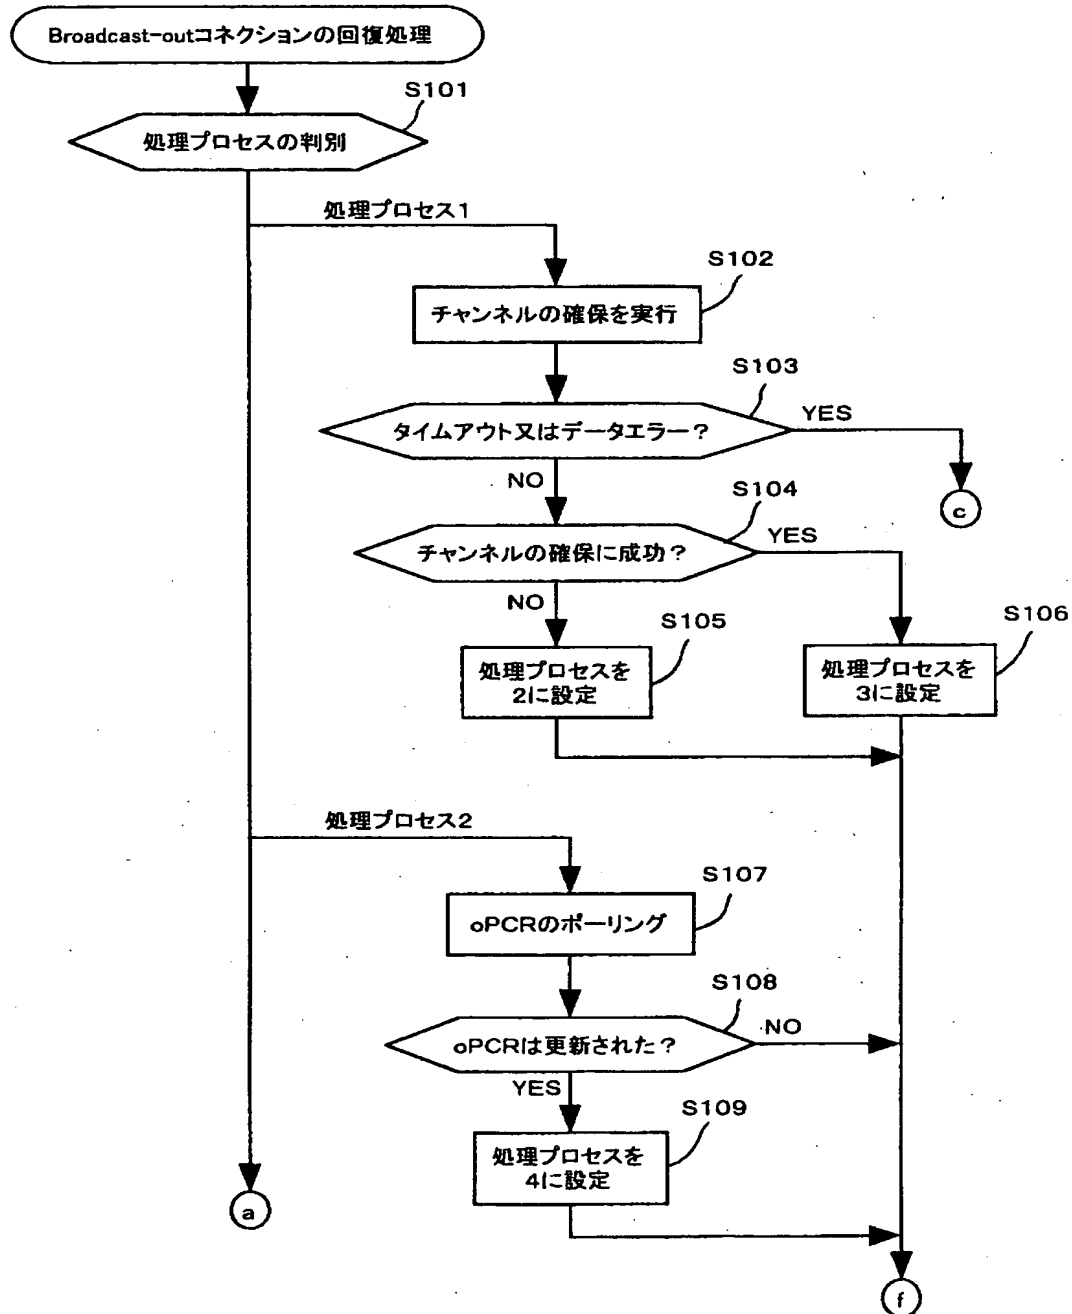 Broadcast-outコネクションの回復処理
S101
処理プロセスの判別
処理プロセス1
S102
チャンネルの確保を実行
S103
タイムアウト又はデータエラー？
YES
NO
c
S104
チャンネルの確保に成功？
YES
NO
S105
処理プロセスを
2に設定
S106
処理プロセスを
3に設定
処理プロセス2
S107
oPCRのポーリング
S108
oPCRは更新された？
NO
YES
S109
処理プロセスを
4に設定
a
f